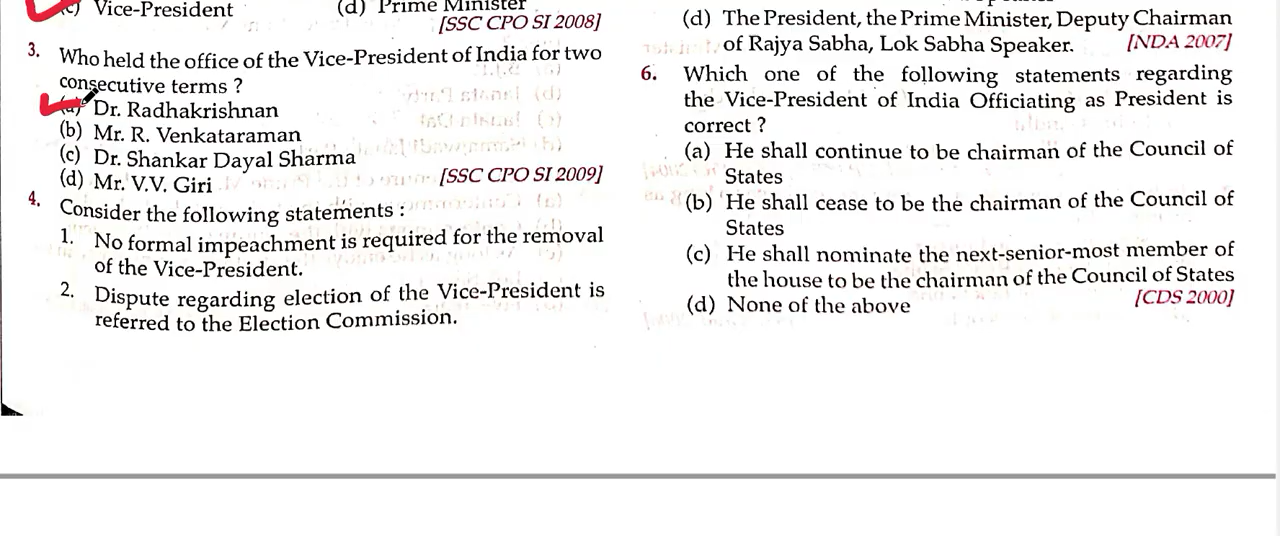 (c) Vice-President (d) Prime Minister
[SSC CPO SI 2008]
3. Who held the office of the Vice-President of India for two
consecutive terms ?
(a) Dr. Radhakrishnan
(b) Mr. R. Venkataraman
(c) Dr. Shankar Dayal Sharma
(d) Mr. V.V. Giri [SSC CPO SI 2009]
4. Consider the following statements :
1. No formal impeachment is required for the removal
of the Vice-President.
2. Dispute regarding election of the Vice-President is
referred to the Election Commission.
(d) The President, the Prime Minister, Deputy Chairman
of Rajya Sabha, Lok Sabha Speaker. [NDA 2007]
6. Which one of the following statements regarding
the Vice-President of India Officiating as President is
correct ?
(a) He shall continue to be chairman of the Council of
States
(b) He shall cease to be the chairman of the Council of
States
(c) He shall nominate the next-senior-most member of
the house to be the chairman of the Council of States
(d) None of the above [CDS 2000]